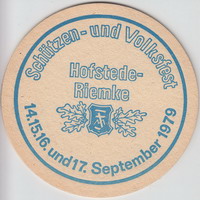 Schützen- und Volksfest
Hofstede-
Riemke
14.15.16. und 17. September 1979